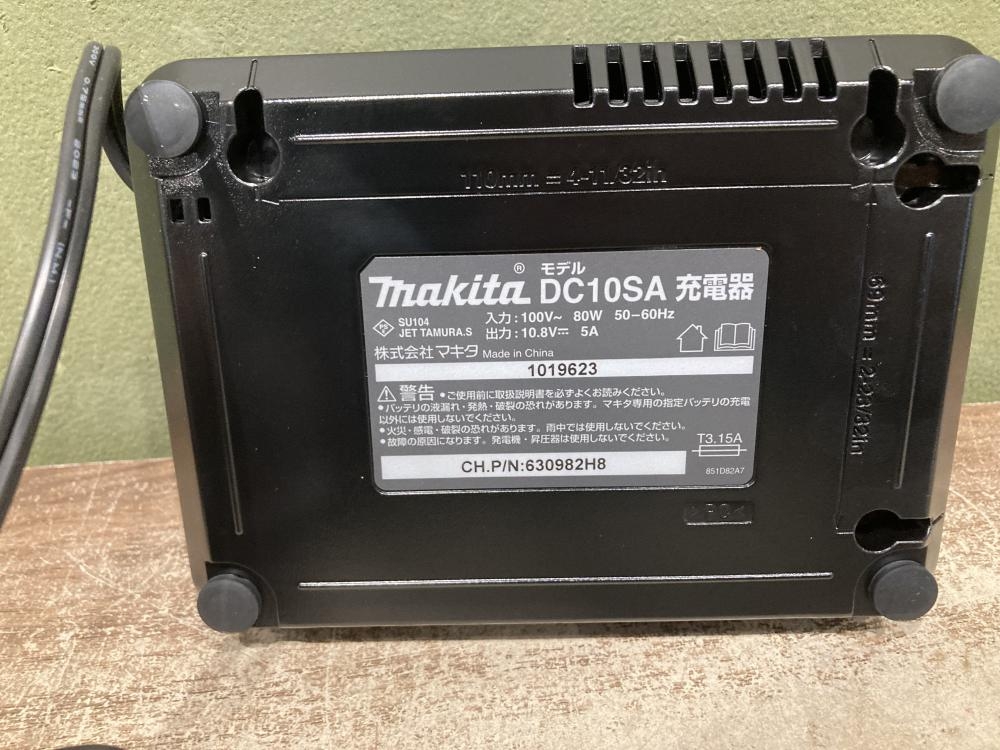 110mm = 4-11/32in
makita® モデル DC10SA 充電器
SU104
JET TAMURA.S
入力:100V~ 80W 50-60Hz
出力:10.8V⎓ 5A
株式会社マキタ Made in China
1019623
警告 •ご使用前に取扱説明書を必ずよくお読みください。
•バッテリの液漏れ・発熱・破裂の恐れがあります。マキタ専用の指定バッテリの充電
以外には使用しないでください。
•火災・感電・破裂の恐れがあります。雨中では使用しないでください。
•故障の原因になります。発電機・昇圧器は使用しないでください。
T3.15A
CH.P/N:630982H8
851D82A7
>PC<
69mm = 2-23/32in